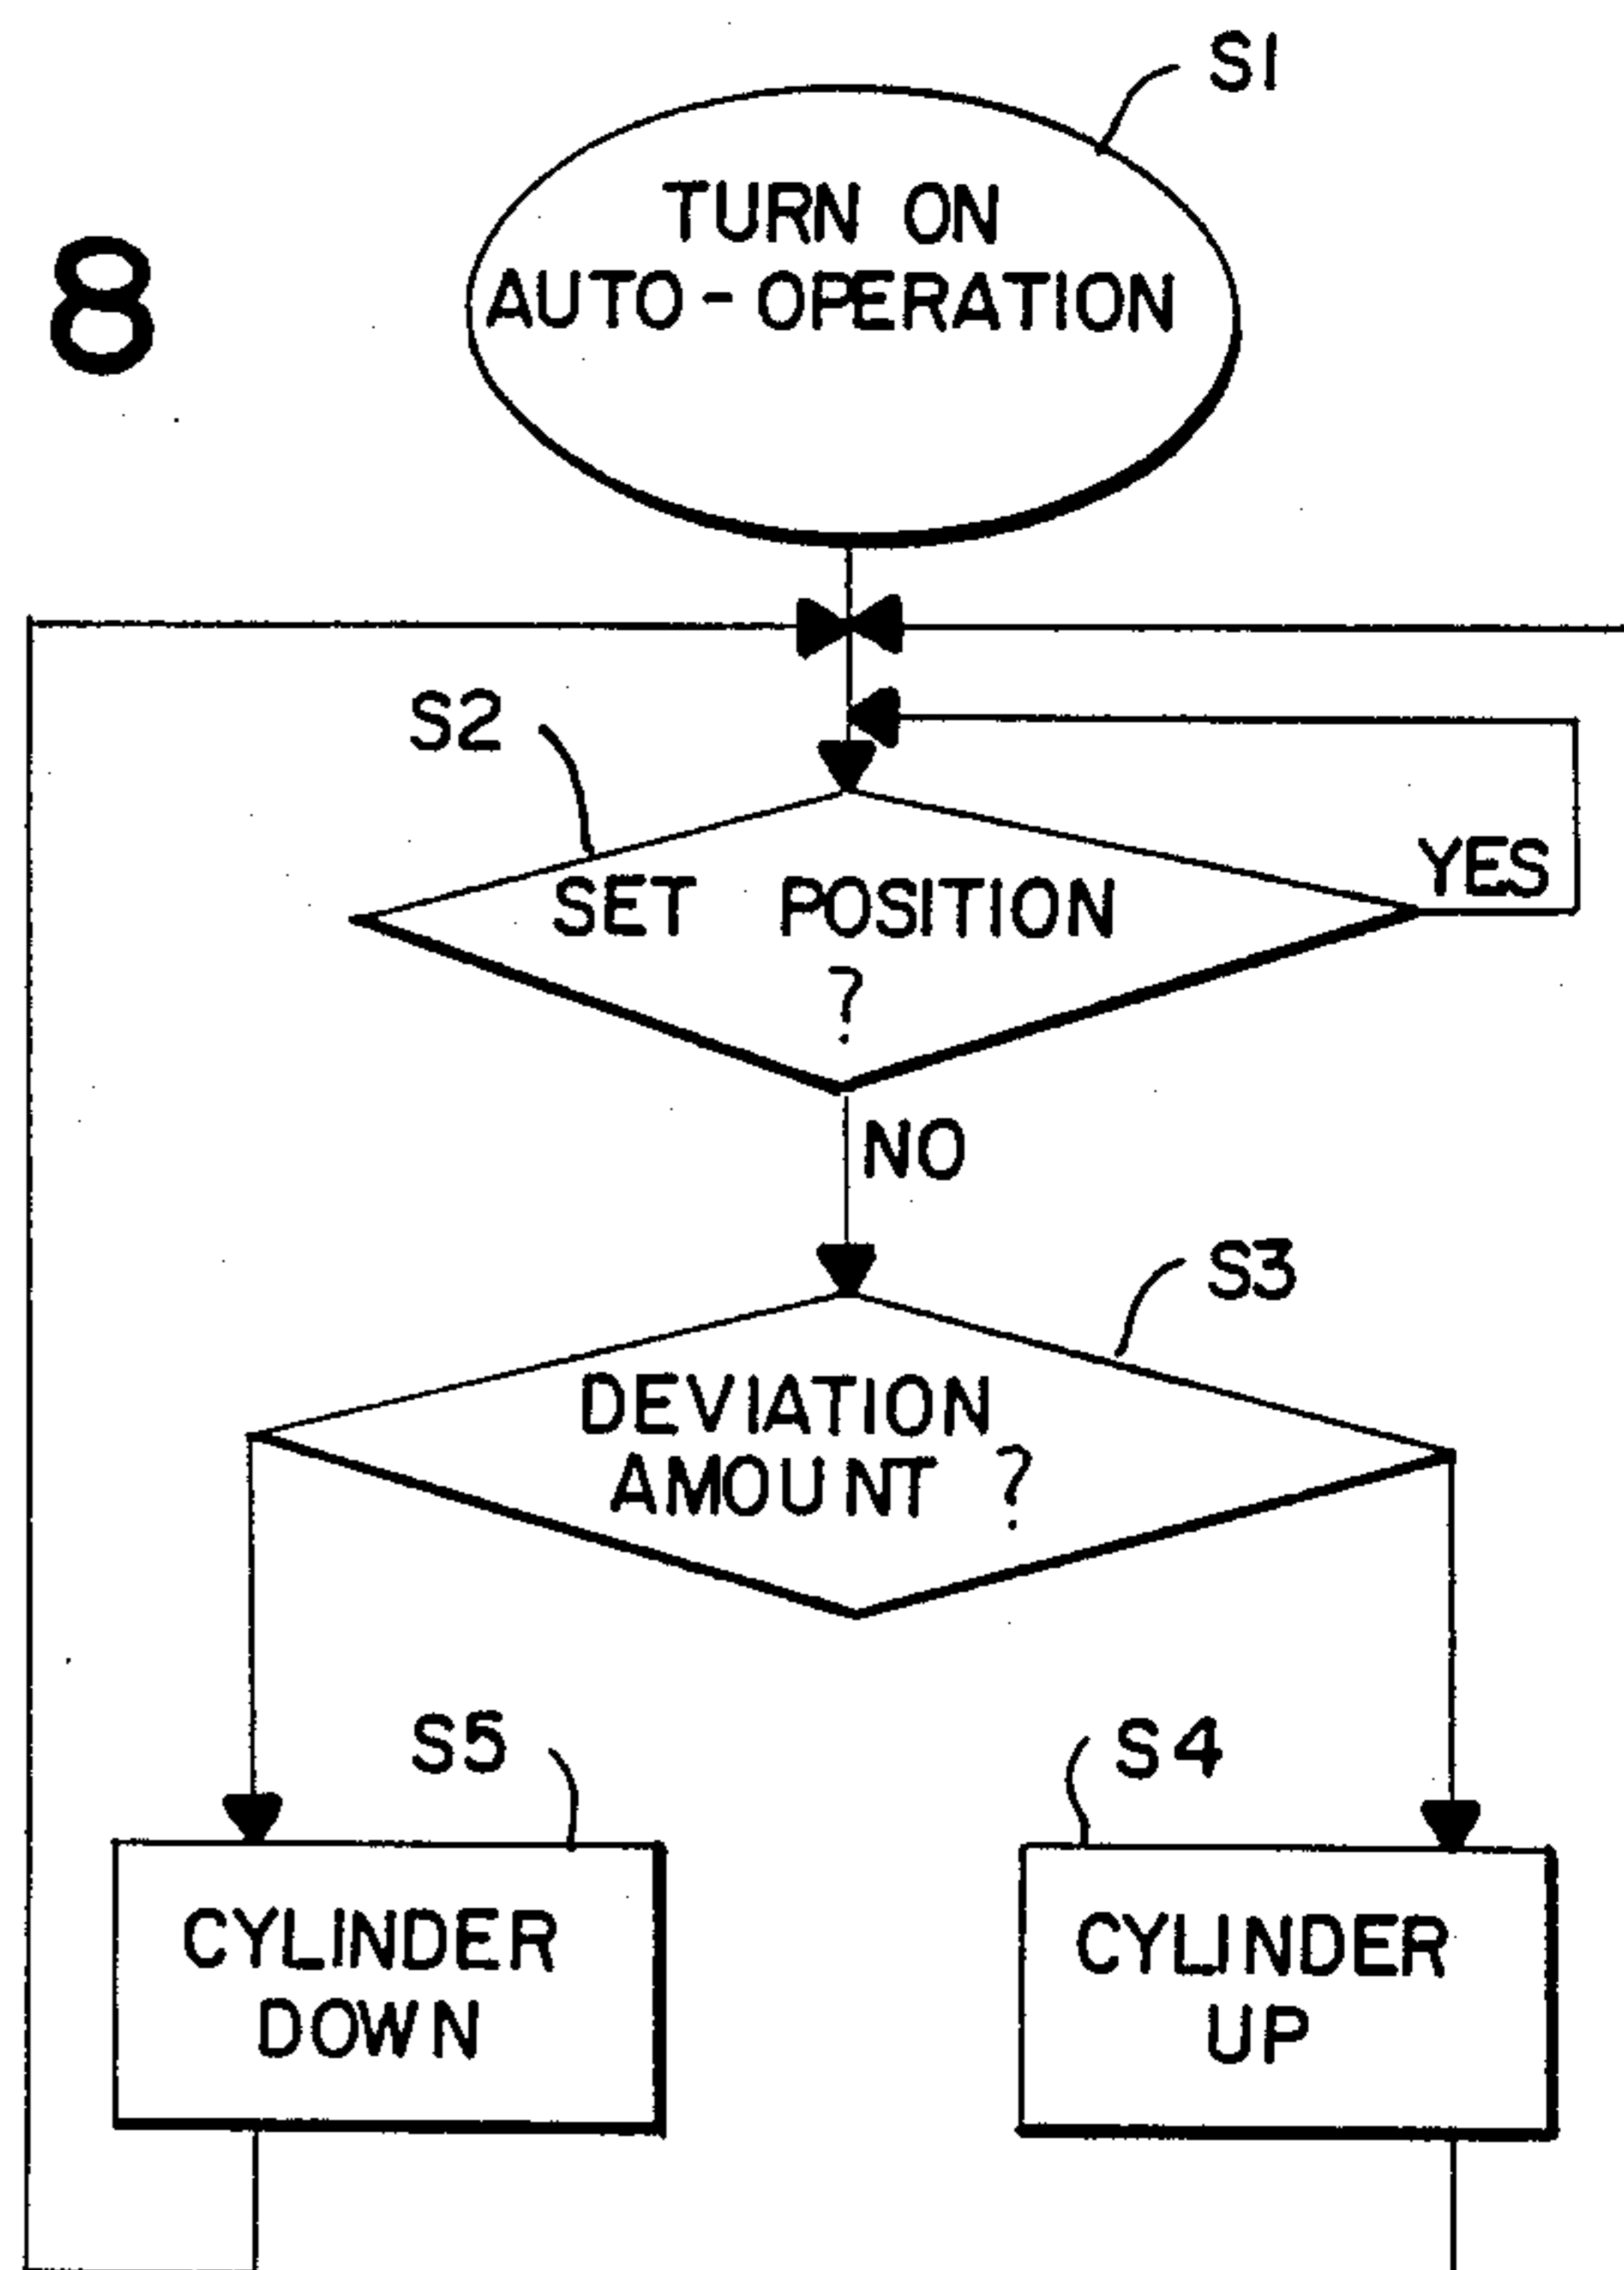 8
S1
TURN ON
AUTO-OPERATION
S2
YES
SET POSITION
?
NO
S3
DEVIATION
AMOUNT ?
S5
S4
CYLINDER
DOWN
CYLINDER
UP